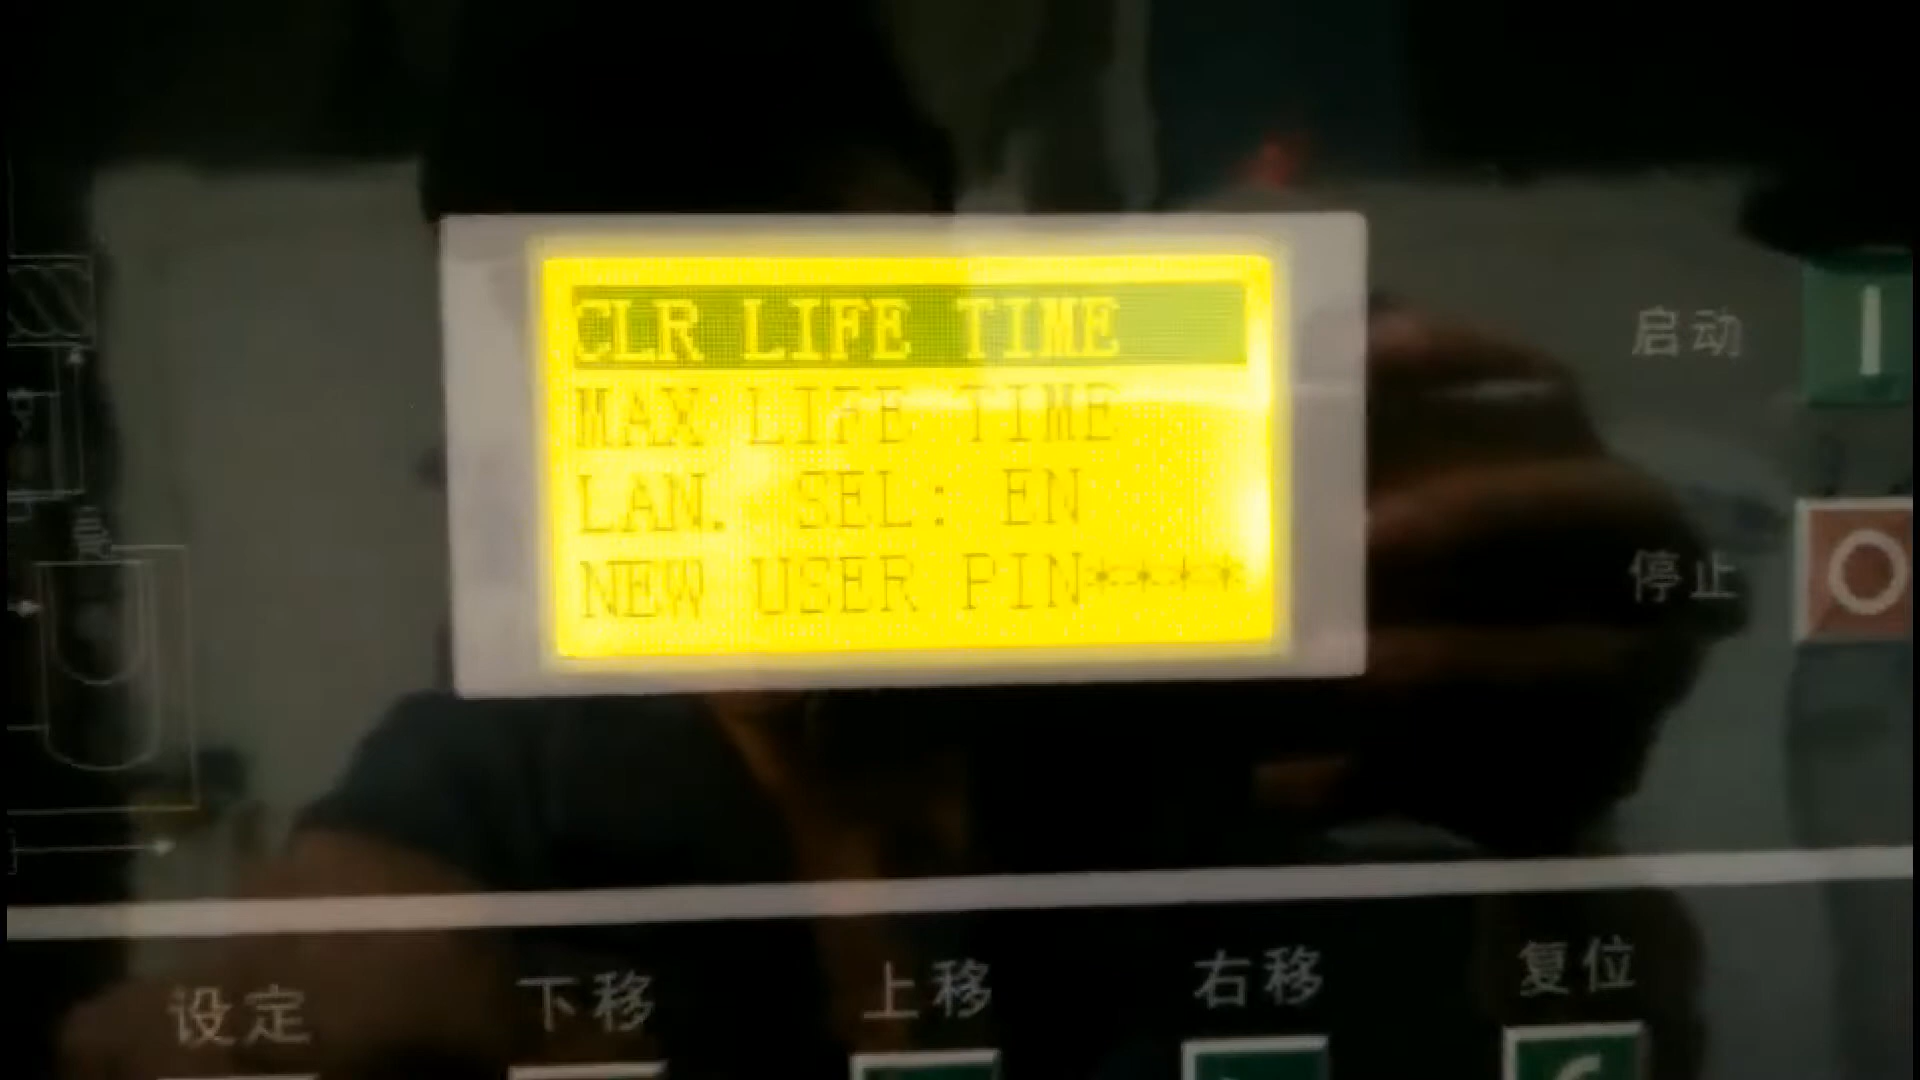 CLR LIFE TIME
MAX LIFE TIME
LAN. SEL: EN
NEW USER PIN****
启动
停止
设定 下移 上移 右移 复位